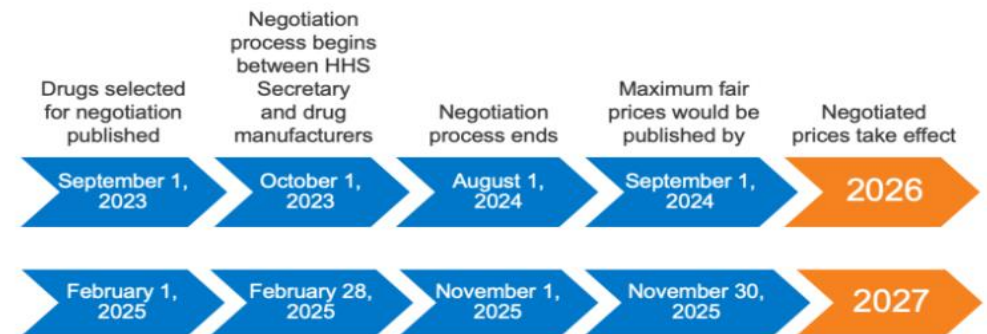 Drugs selected
for negotiation
published
Negotiation
process begins
between HHS
Secretary
and drug
manufacturers
Negotiation
process ends
Maximum fair
prices would be
published by
Negotiated
prices take effect
September 1,
2023
October 1,
2023
August 1,
2024
September 1,
2024
2026
February 1,
2025
February 28,
2025
November 1,
2025
November 30,
2025
2027